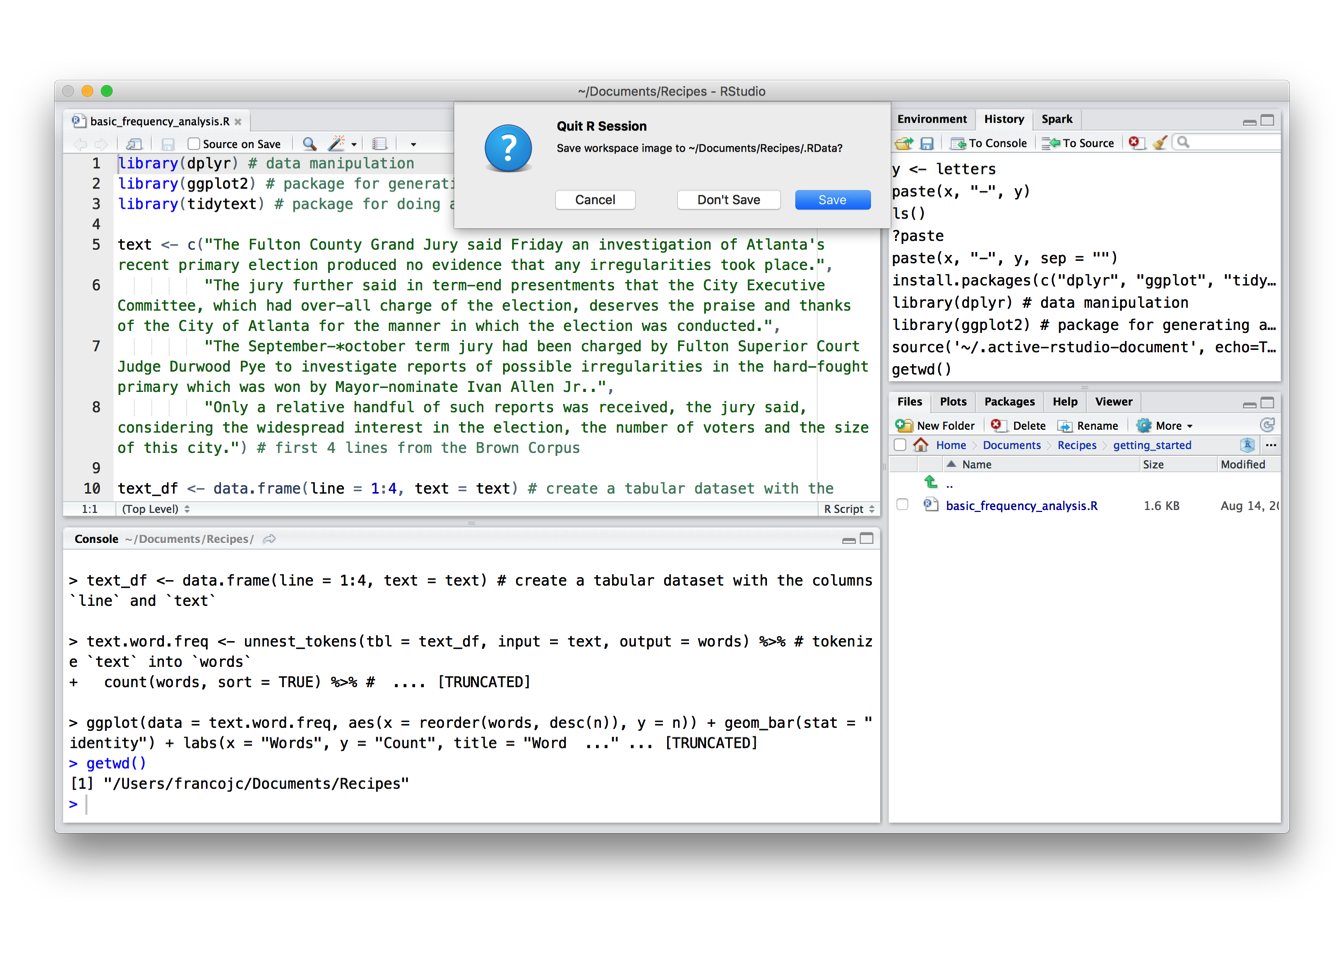 ~/Documents/Recipes - RStudio
basic_frequency_analysis.R
Source on Save
1 library(dplyr) # data manipulation
2 library(ggplot2) # package for generati
3 library(tidytext) # package for doing a
4
5 text <- c("The Fulton County Grand Jury said Friday an investigation of Atlanta's
recent primary election produced no evidence that any irregularities took place.",
6 "The jury further said in term-end presentments that the City Executive
Committee, which had over-all charge of the election, deserves the praise and thanks
of the City of Atlanta for the manner in which the election was conducted.",
7 "The September-*october term jury had been charged by Fulton Superior Court
Judge Durwood Pye to investigate reports of possible irregularities in the hard-fought
primary which was won by Mayor-nominate Ivan Allen Jr..",
8 "Only a relative handful of such reports was received, the jury said,
considering the widespread interest in the election, the number of voters and the size
of this city.") # first 4 lines from the Brown Corpus
9
10 text_df <- data.frame(line = 1:4, text = text) # create a tabular dataset with the
1:1 (Top Level) R Script
Quit R Session
Save workspace image to ~/Documents/Recipes/.RData?
Cancel Don't Save Save
Console ~/Documents/Recipes/
> text_df <- data.frame(line = 1:4, text = text) # create a tabular dataset with the columns
`line` and `text`
> text.word.freq <- unnest_tokens(tbl = text_df, input = text, output = words) %>% # tokeniz
e `text` into `words`
+ count(words, sort = TRUE) %>% # .... [TRUNCATED]
> ggplot(data = text.word.freq, aes(x = reorder(words, desc(n)), y = n)) + geom_bar(stat = "
identity") + labs(x = "Words", y = "Count", title = "Word ..." ... [TRUNCATED]
> getwd()
[1] "/Users/francojc/Documents/Recipes"
>
Environment History Spark
To Console To Source
y <- letters
paste(x, "-", y)
ls()
?paste
paste(x, "-", y, sep = "")
install.packages(c("dplyr", "ggplot", "tidy…
library(dplyr) # data manipulation
library(ggplot2) # package for generating a…
source('~/.active-rstudio-document', echo=T…
getwd()
Files Plots Packages Help Viewer
New Folder Delete Rename More
Home Documents Recipes getting_started ...
Name Size Modified
..
basic_frequency_analysis.R 1.6 KB Aug 14, 20